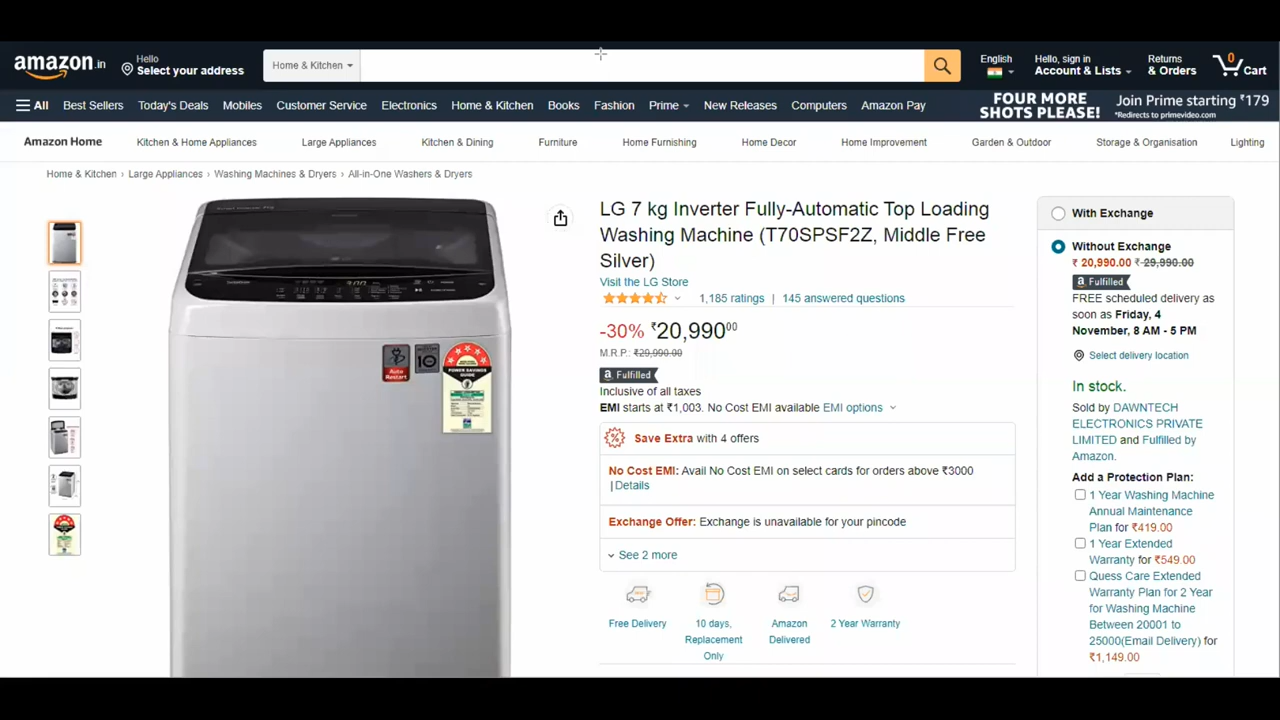 amazon.in
Hello
Select your address
Home & Kitchen
English
Hello, sign in
Account & Lists
Returns
& Orders
0
Cart
All
Best Sellers
Today's Deals
Mobiles
Customer Service
Electronics
Home & Kitchen
Books
Fashion
Prime
New Releases
Computers
Amazon Pay
FOUR MORE
SHOTS PLEASE!
Join Prime starting ₹179
*Redirects to primevideo.com
Amazon Home
Kitchen & Home Appliances
Large Appliances
Kitchen & Dining
Furniture
Home Furnishing
Home Decor
Home Improvement
Garden & Outdoor
Storage & Organisation
Lighting
Home & Kitchen › Large Appliances › Washing Machines & Dryers › All-in-One Washers & Dryers
Auto
Restart
10
POWER SAVINGS
GUIDE
LG 7 kg Inverter Fully-Automatic Top Loading
Washing Machine (T70SPSF2Z, Middle Free
Silver)
Visit the LG Store
1,185 ratings | 145 answered questions
-30% ₹20,990.00
M.R.P.: ₹29,990.00
a Fulfilled
Inclusive of all taxes
EMI starts at ₹1,003. No Cost EMI available EMI options
Save Extra with 4 offers
No Cost EMI: Avail No Cost EMI on select cards for orders above ₹3000
|Details
Exchange Offer: Exchange is unavailable for your pincode
See 2 more
Free Delivery
10 days,
Replacement
Only
Amazon
Delivered
2 Year Warranty
With Exchange
Without Exchange
₹ 20,990.00 ₹ 29,990.00
a Fulfilled
FREE scheduled delivery as
soon as Friday, 4
November, 8 AM - 5 PM
Select delivery location
In stock.
Sold by DAWNTECH
ELECTRONICS PRIVATE
LIMITED and Fulfilled by
Amazon.
Add a Protection Plan:
1 Year Washing Machine
Annual Maintenance
Plan for ₹419.00
1 Year Extended
Warranty for ₹549.00
Quess Care Extended
Warranty Plan for 2 Year
for Washing Machine
Between 20001 to
25000(Email Delivery) for
₹1,149.00